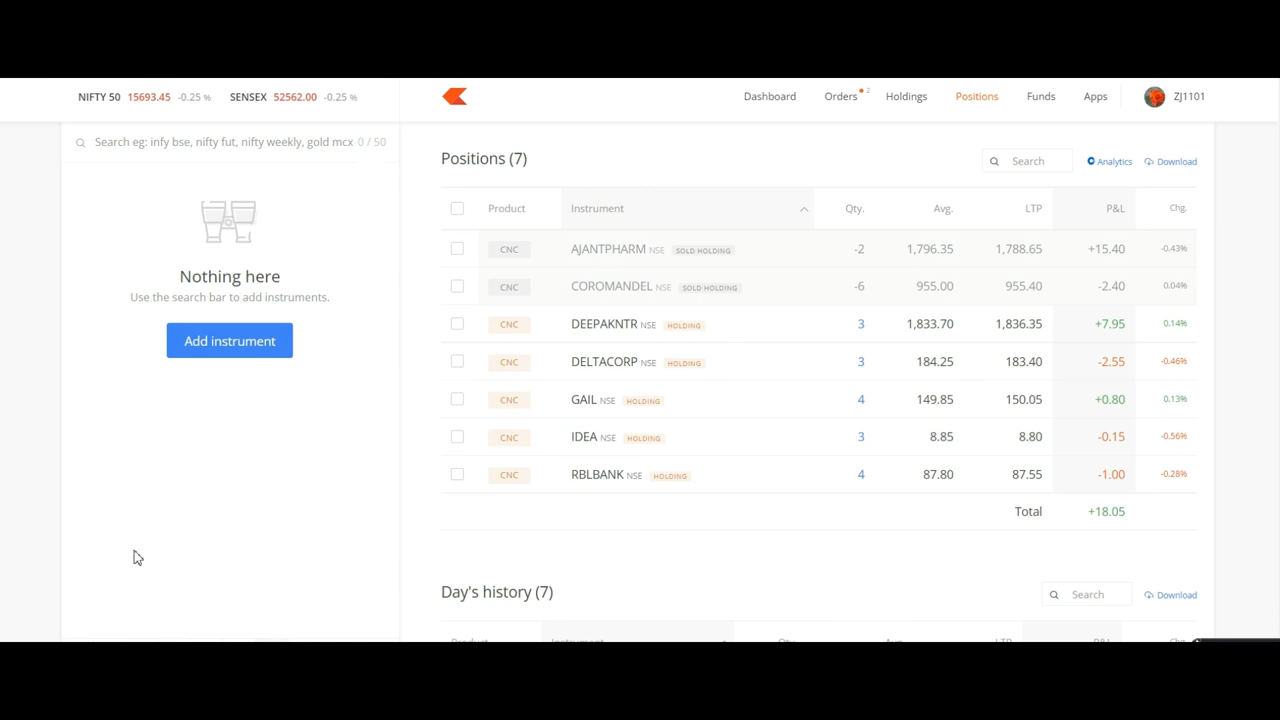 NIFTY 50 15693.45 -0.25 % SENSEX 52562.00 -0.25 %
Dashboard Orders 2 Holdings Positions Funds Apps ZJ1101
Search eg: infy bse, nifty fut, nifty weekly, gold mcx 0 / 50
Nothing here
Use the search bar to add instruments.
Add instrument
Positions (7) Search Analytics Download
Product Instrument Qty. Avg. LTP P&L Chg.
CNC AJANTPHARM NSE SOLD HOLDING -2 1,796.35 1,788.65 +15.40 -0.43%
CNC COROMANDEL NSE SOLD HOLDING -6 955.00 955.40 -2.40 0.04%
CNC DEEPAKNTR NSE HOLDING 3 1,833.70 1,836.35 +7.95 0.14%
CNC DELTACORP NSE HOLDING 3 184.25 183.40 -2.55 -0.46%
CNC GAIL NSE HOLDING 4 149.85 150.05 +0.80 0.13%
CNC IDEA NSE HOLDING 3 8.85 8.80 -0.15 -0.56%
CNC RBLBANK NSE HOLDING 4 87.80 87.55 -1.00 -0.28%
Total +18.05
Day's history (7) Search Download
Product Instrument Qty. Avg. LTP P&L Chg.